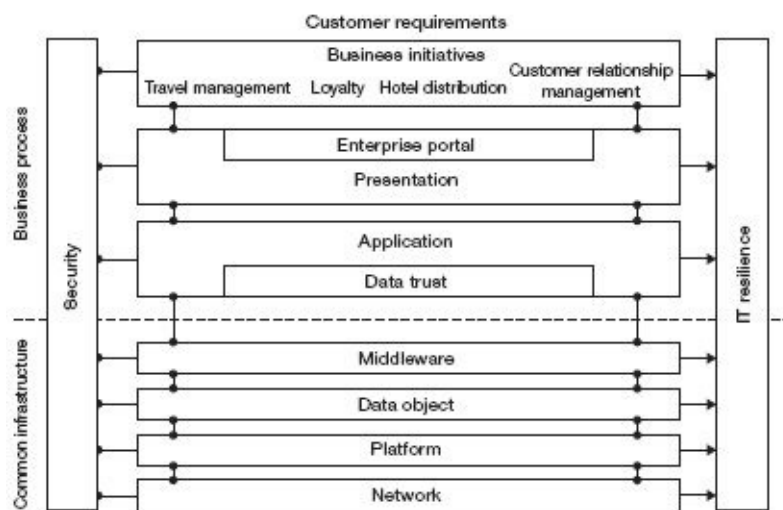 Customer requirements
Business initiatives
Travel management
Loyalty
Hotel distribution
Customer relationship
management
Enterprise portal
Presentation
Application
Data trust
Middleware
Data object
Platform
Network
Business process
Common infrastructure
Security
IT resilience